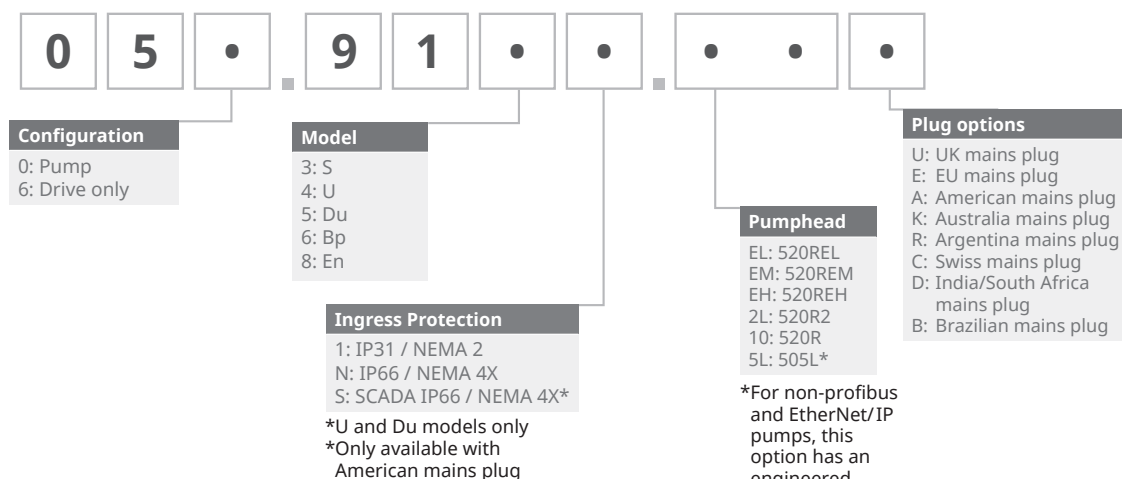 0 5 • . 9 1 • • . • • •
Configuration
0: Pump
6: Drive only
Model
3: S
4: U
5: Du
6: Bp
8: En
Ingress Protection
1: IP31 / NEMA 2
N: IP66 / NEMA 4X
S: SCADA IP66 / NEMA 4X*
*U and Du models only
*Only available with
American mains plug
Pumphead
EL: 520REL
EM: 520REM
EH: 520REH
2L: 520R2
10: 520R
5L: 505L*
*For non-profibus
and EtherNet/IP
pumps, this
option has an
engineered
Plug options
U: UK mains plug
E: EU mains plug
A: American mains plug
K: Australia mains plug
R: Argentina mains plug
C: Swiss mains plug
D: India/South Africa
mains plug
B: Brazilian mains plug